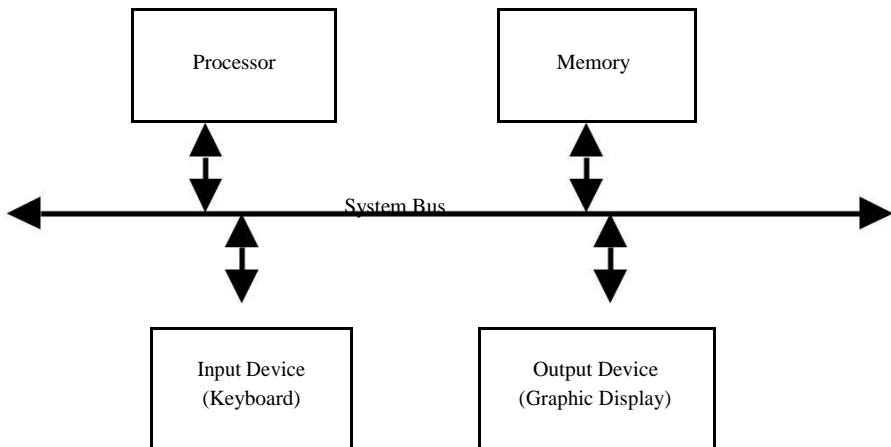 Processor
Memory
System Bus
Input Device
(Keyboard)
Output Device
(Graphic Display)